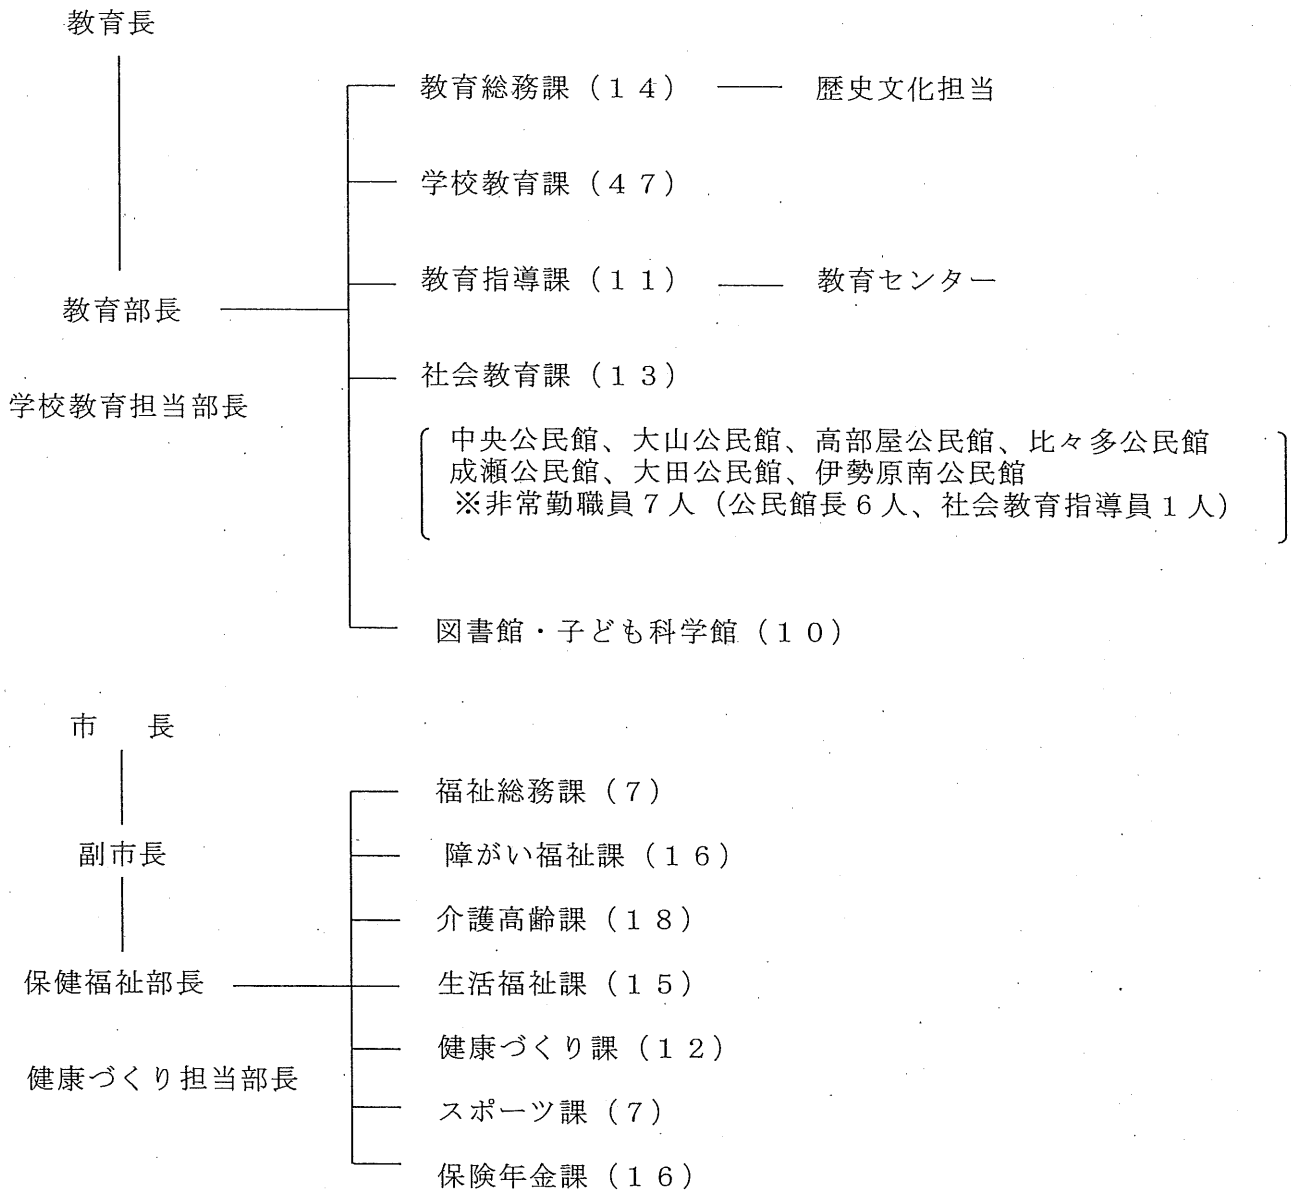 教育長
教育総務課（１４） 歴史文化担当
学校教育課（４７）
教育指導課（１１） 教育センター
教育部長
社会教育課（１３）
学校教育担当部長
中央公民館、大山公民館、高部屋公民館、比々多公民館
成瀬公民館、大田公民館、伊勢原南公民館
※非常勤職員７人（公民館長６人、社会教育指導員１人）
図書館・子ども科学館（１０）
市　長
福祉総務課（７）
副市長
障がい福祉課（１６）
介護高齢課（１８）
保健福祉部長
生活福祉課（１５）
健康づくり課（１２）
健康づくり担当部長
スポーツ課（７）
保険年金課（１６）